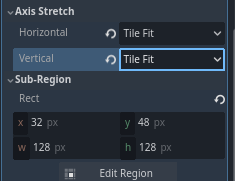 Axis Stretch
Horizontal Tile Fit
Vertical Tile Fit
Sub-Region
Rect
x 32 px y 48 px
w 128 px h 128 px
Edit Region